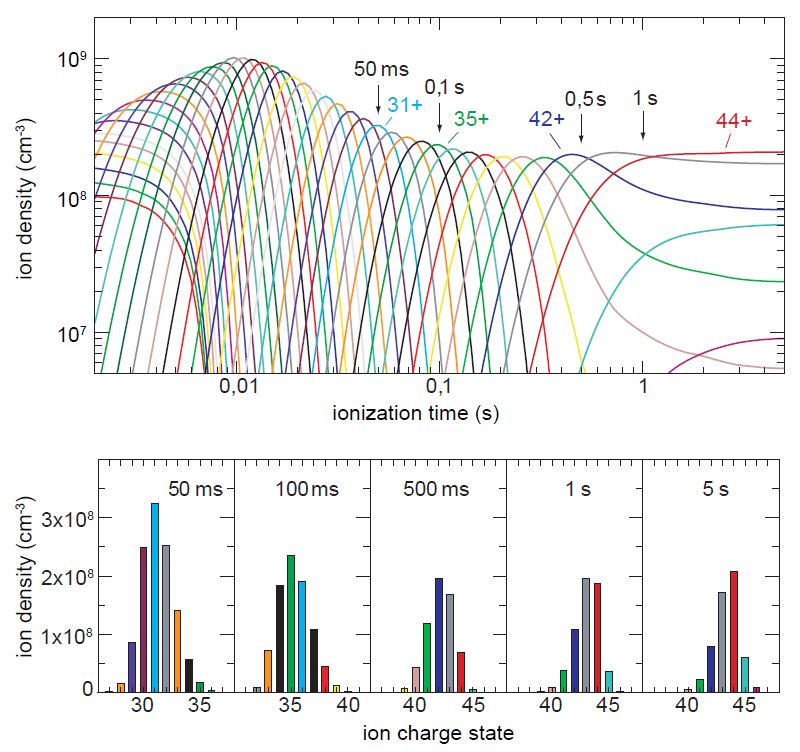 10⁹
10⁸
10⁷
ion density (cm⁻³)
50 ms
0,1 s
0,5 s
1 s
31+
35+
42+
44+
0,01
0,1
1
ionization time (s)
50 ms
100 ms
500 ms
1 s
5 s
3x10⁸
2x10⁸
1x10⁸
0
ion density (cm⁻³)
30 35 35 40 40 45 40 45 40 45
ion charge state